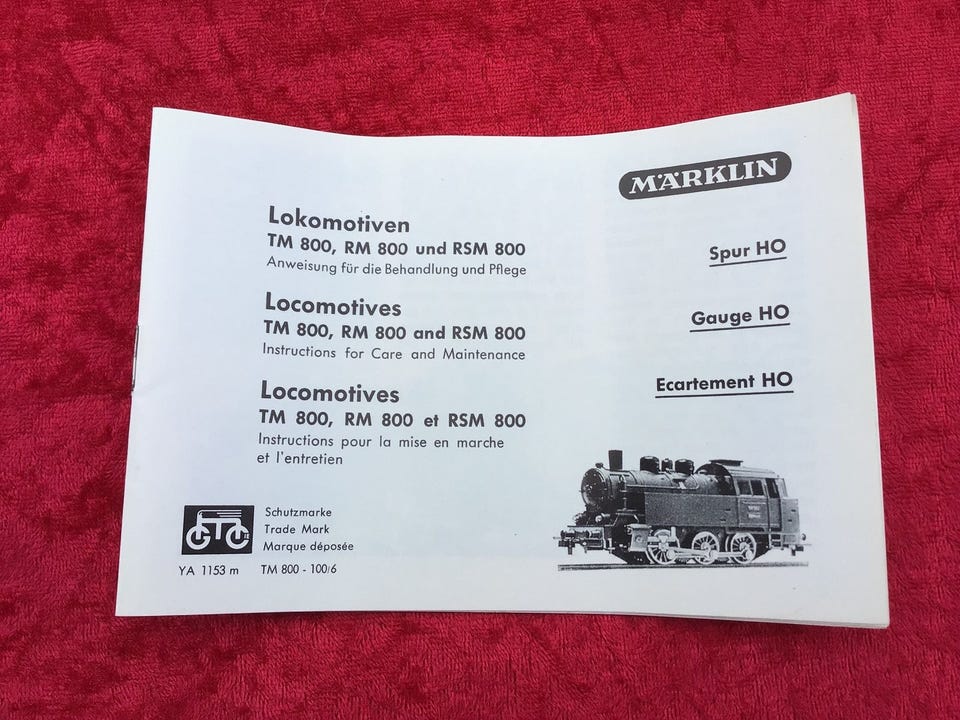 MÄRKLIN
Lokomotiven
TM 800, RM 800 und RSM 800
Anweisung für die Behandlung und Pflege
Spur HO
Locomotives
TM 800, RM 800 and RSM 800
Instructions for Care and Maintenance
Gauge HO
Locomotives
TM 800, RM 800 et RSM 800
Instructions pour la mise en marche
et l'entretien
Ecartement HO
Schutzmarke
Trade Mark
Marque déposée
YA 1153 m TM 800 - 100/6